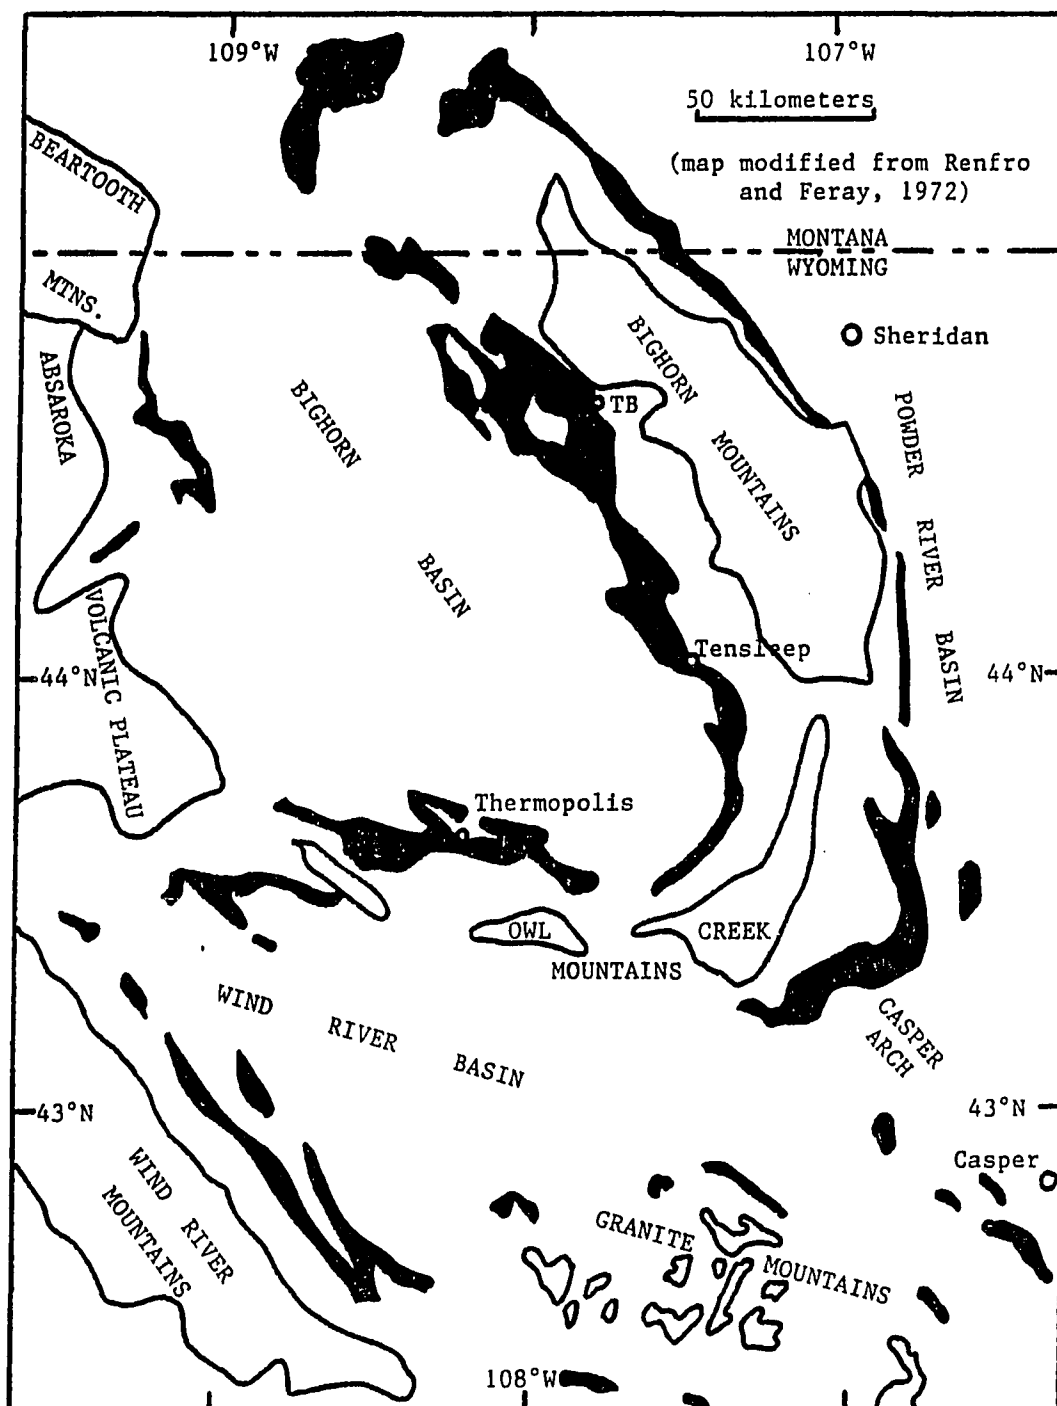 109°W
107°W
50 kilometers
(map modified from Renfro
and Feray, 1972)
BEARTOOTH
MTNS.
MONTANA
WYOMING
Sheridan
ABSAROKA
VOLCANIC PLATEAU
BIGHORN
BASIN
BIGHORN
MOUNTAINS
TB
POWDER
RIVER
BASIN
Tensleep
44°N
44°N
Thermopolis
OWL
CREEK
MOUNTAINS
WIND
RIVER
BASIN
CASPER
ARCH
43°N
43°N
Casper
WIND RIVER
MOUNTAINS
GRANITE
MOUNTAINS
108°W